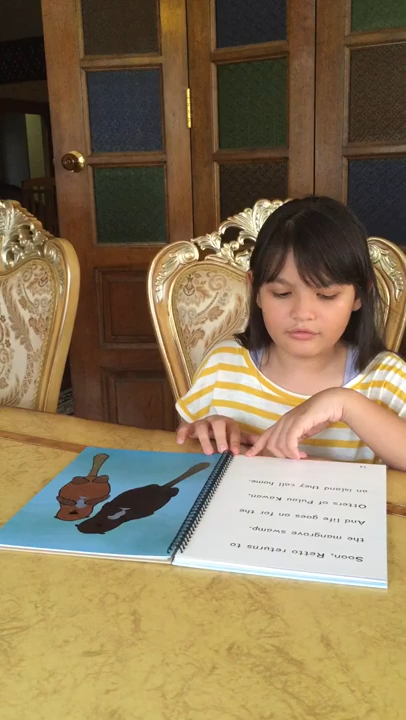 Soon, Retto returns to
the mangrove swamp.
And life goes on for the
Otters of Pulau Kawan,
an island they call home.
14